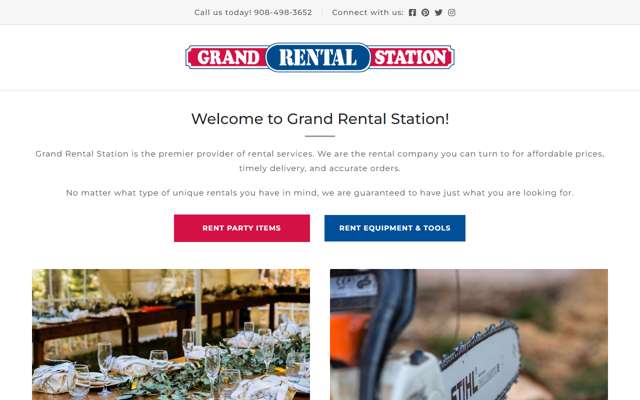 Call us today! 908-498-3652
Connect with us:
GRAND RENTAL STATION
Welcome to Grand Rental Station!
Grand Rental Station is the premier provider of rental services. We are the rental company you can turn to for affordable prices,
timely delivery, and accurate orders.
No matter what type of unique rentals you have in mind, we are guaranteed to have just what you are looking for.
RENT PARTY ITEMS
RENT EQUIPMENT & TOOLS
STIHL